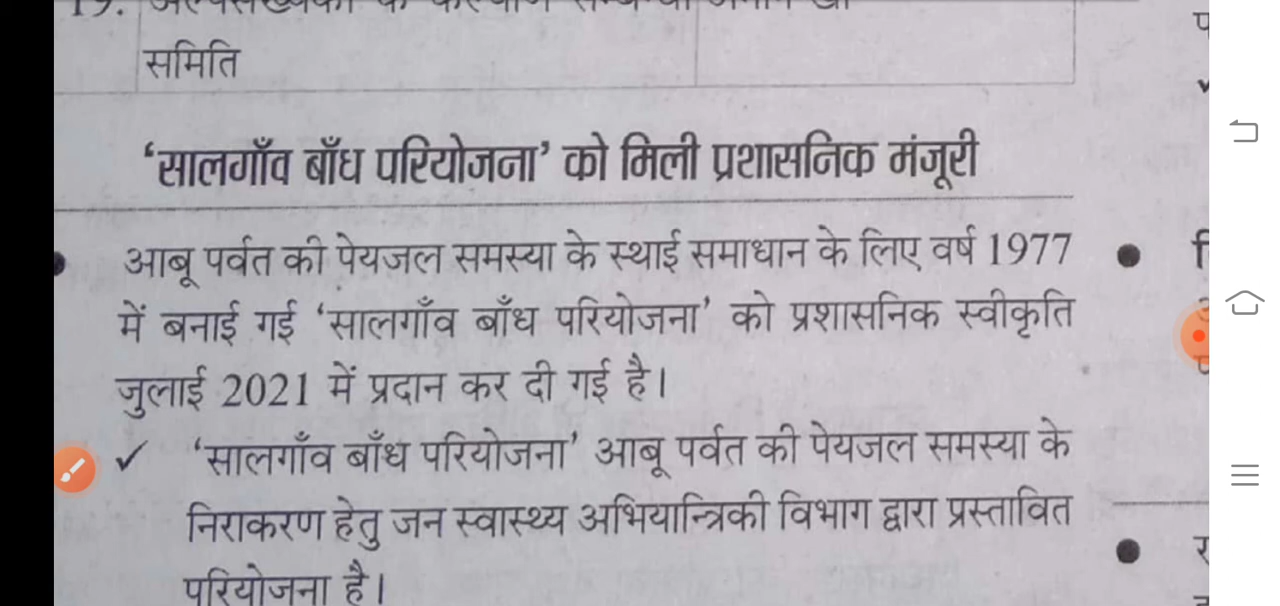 समिति
‘सालगाँव बाँध परियोजना’ को मिली प्रशासनिक मंजूरी
आबू पर्वत की पेयजल समस्या के स्थाई समाधान के लिए वर्ष 1977
में बनाई गई ‘सालगाँव बाँध परियोजना’ को प्रशासनिक स्वीकृति
जुलाई 2021 में प्रदान कर दी गई है।
‘सालगाँव बाँध परियोजना’ आबू पर्वत की पेयजल समस्या के
निराकरण हेतु जन स्वास्थ्य अभियान्त्रिकी विभाग द्वारा प्रस्तावित
परियोजना है।